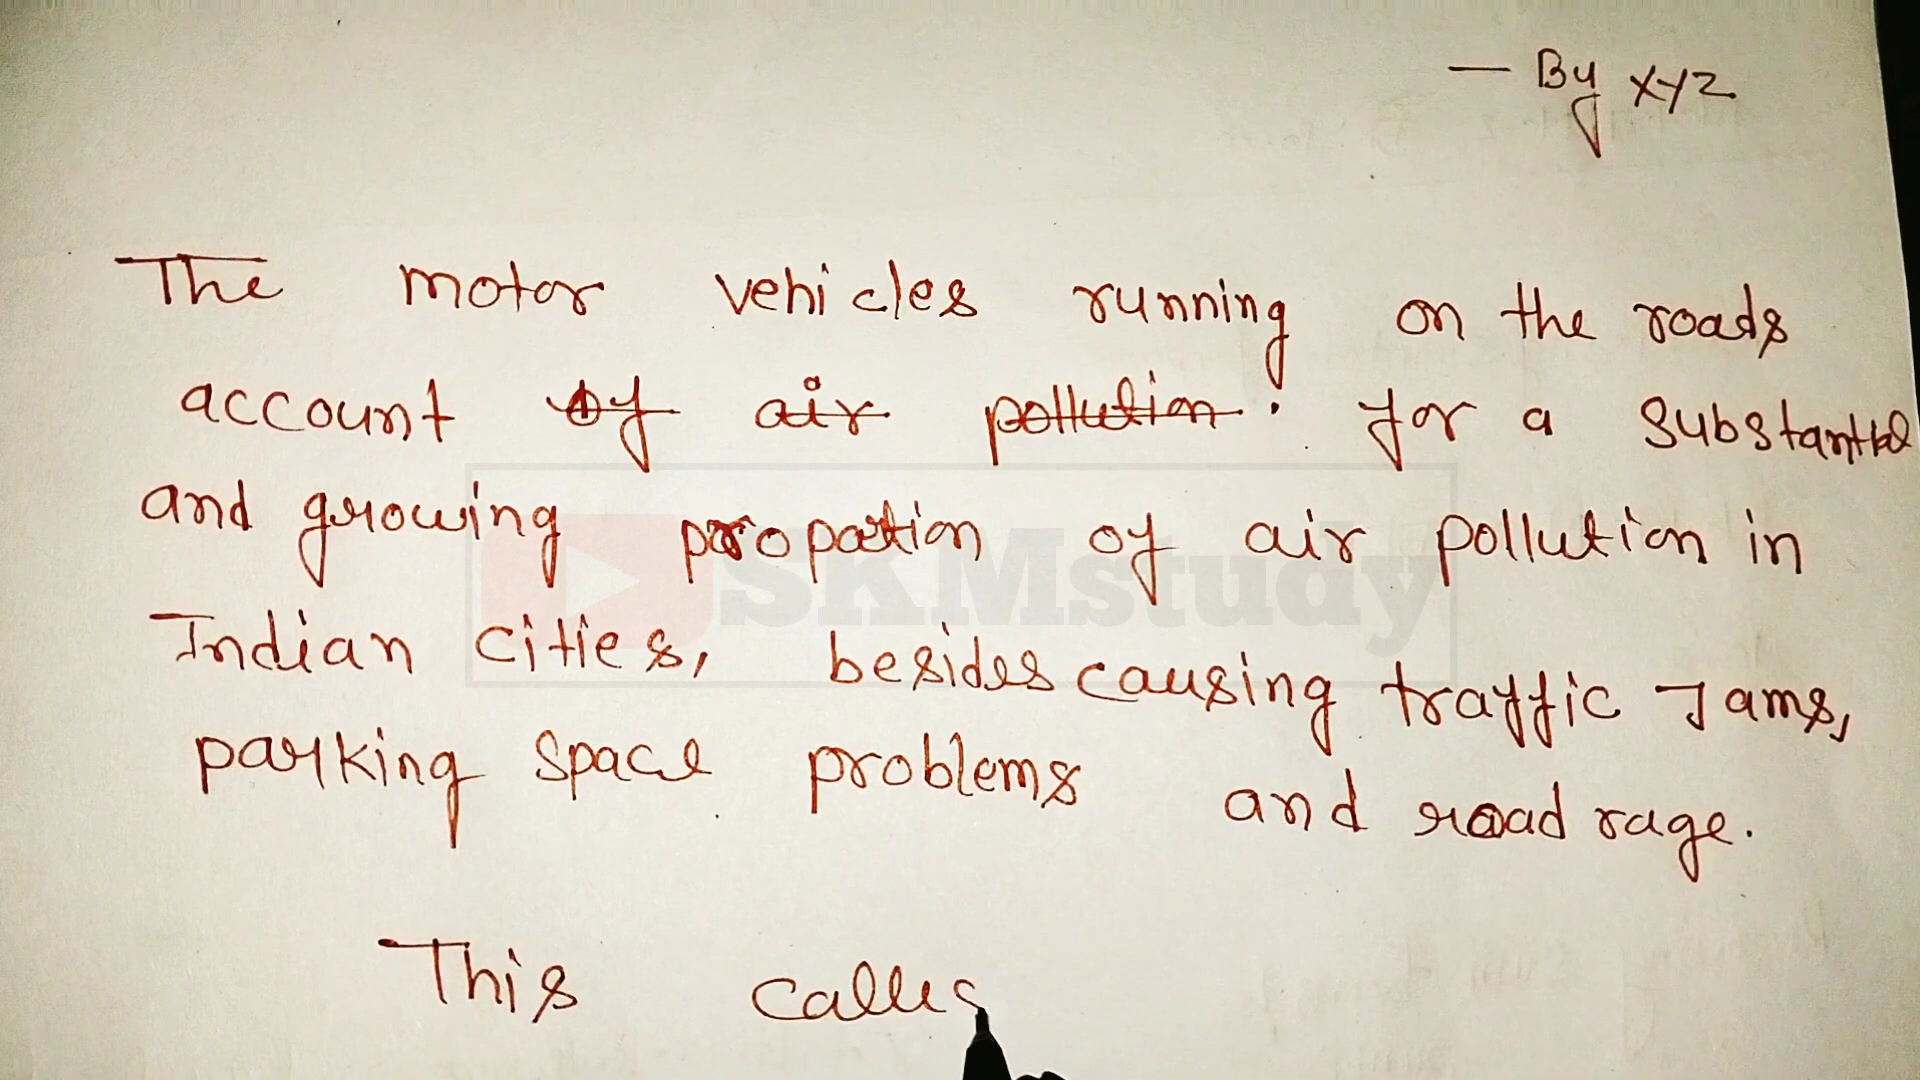 — By XYZ
The motor vehicles running on the roads
account of air pollution. for a substantial
and growing proportion of air pollution in
SKMstudy
Indian cities, besides causing traffic Jams,
parking space problems and road rage.
This calls